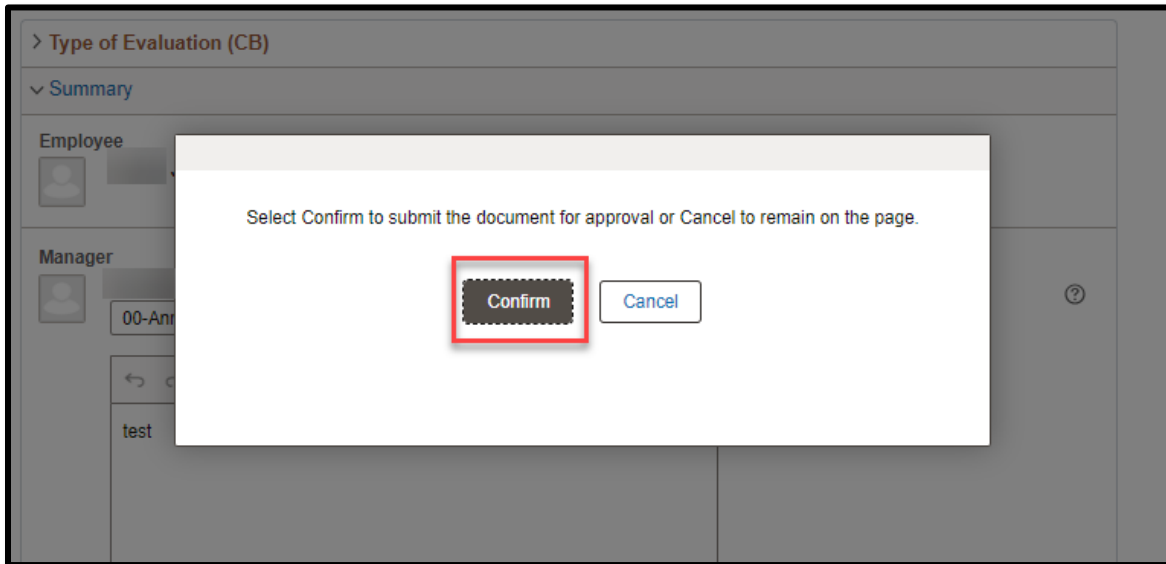 Type of Evaluation (CB)
Summary
Employee
Select Confirm to submit the document for approval or Cancel to remain on the page.
Manager
Confirm
Cancel
test